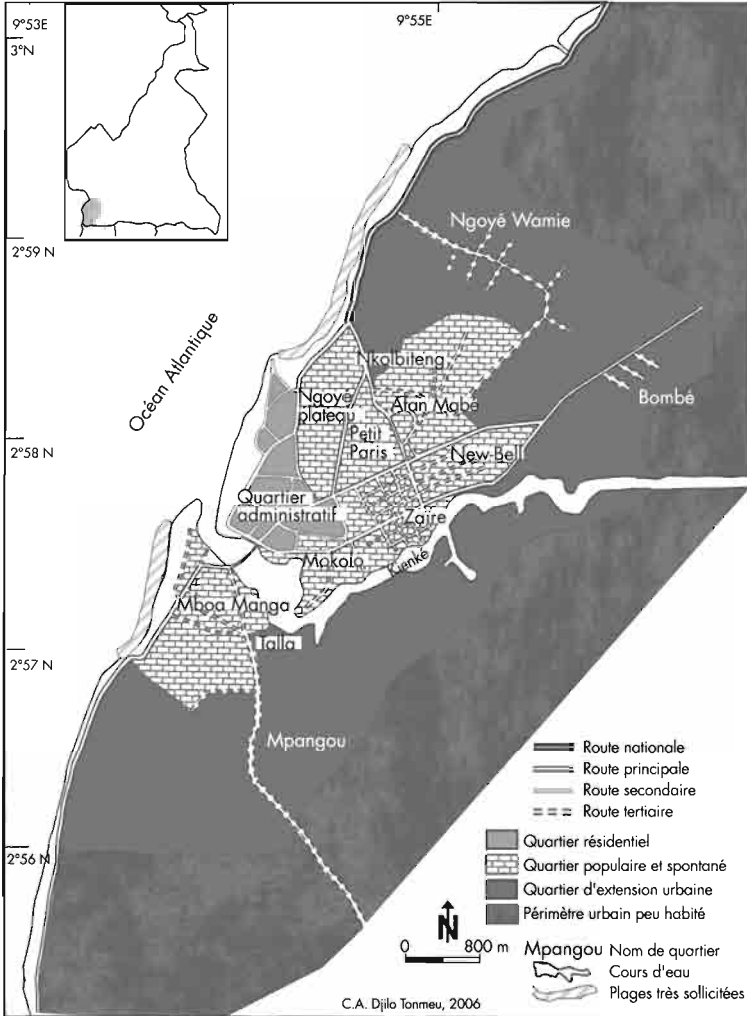 9°53E
9°55E
3°N
Ngoyé Wamie
2°59 N
Océan Atlantique
Nkolbiteng
Ngoyé
plateau
Afan Mabé
Bombé
Petit
Paris
2°58 N
New-Bell
Quartier
administratif
Zaïre
Mokolo
Kienké
Mboa Manga
Talla
2°57 N
Mpangou
Route nationale
Route principale
Route secondaire
Route tertiaire
Quartier résidentiel
2°56 N
Quartier populaire et spontané
Quartier d'extension urbaine
Périmètre urbain peu habité
N
0 800 m
Mpangou Nom de quartier
Cours d'eau
Plages très sollicitées
C.A. Djilo Tonmeu, 2006